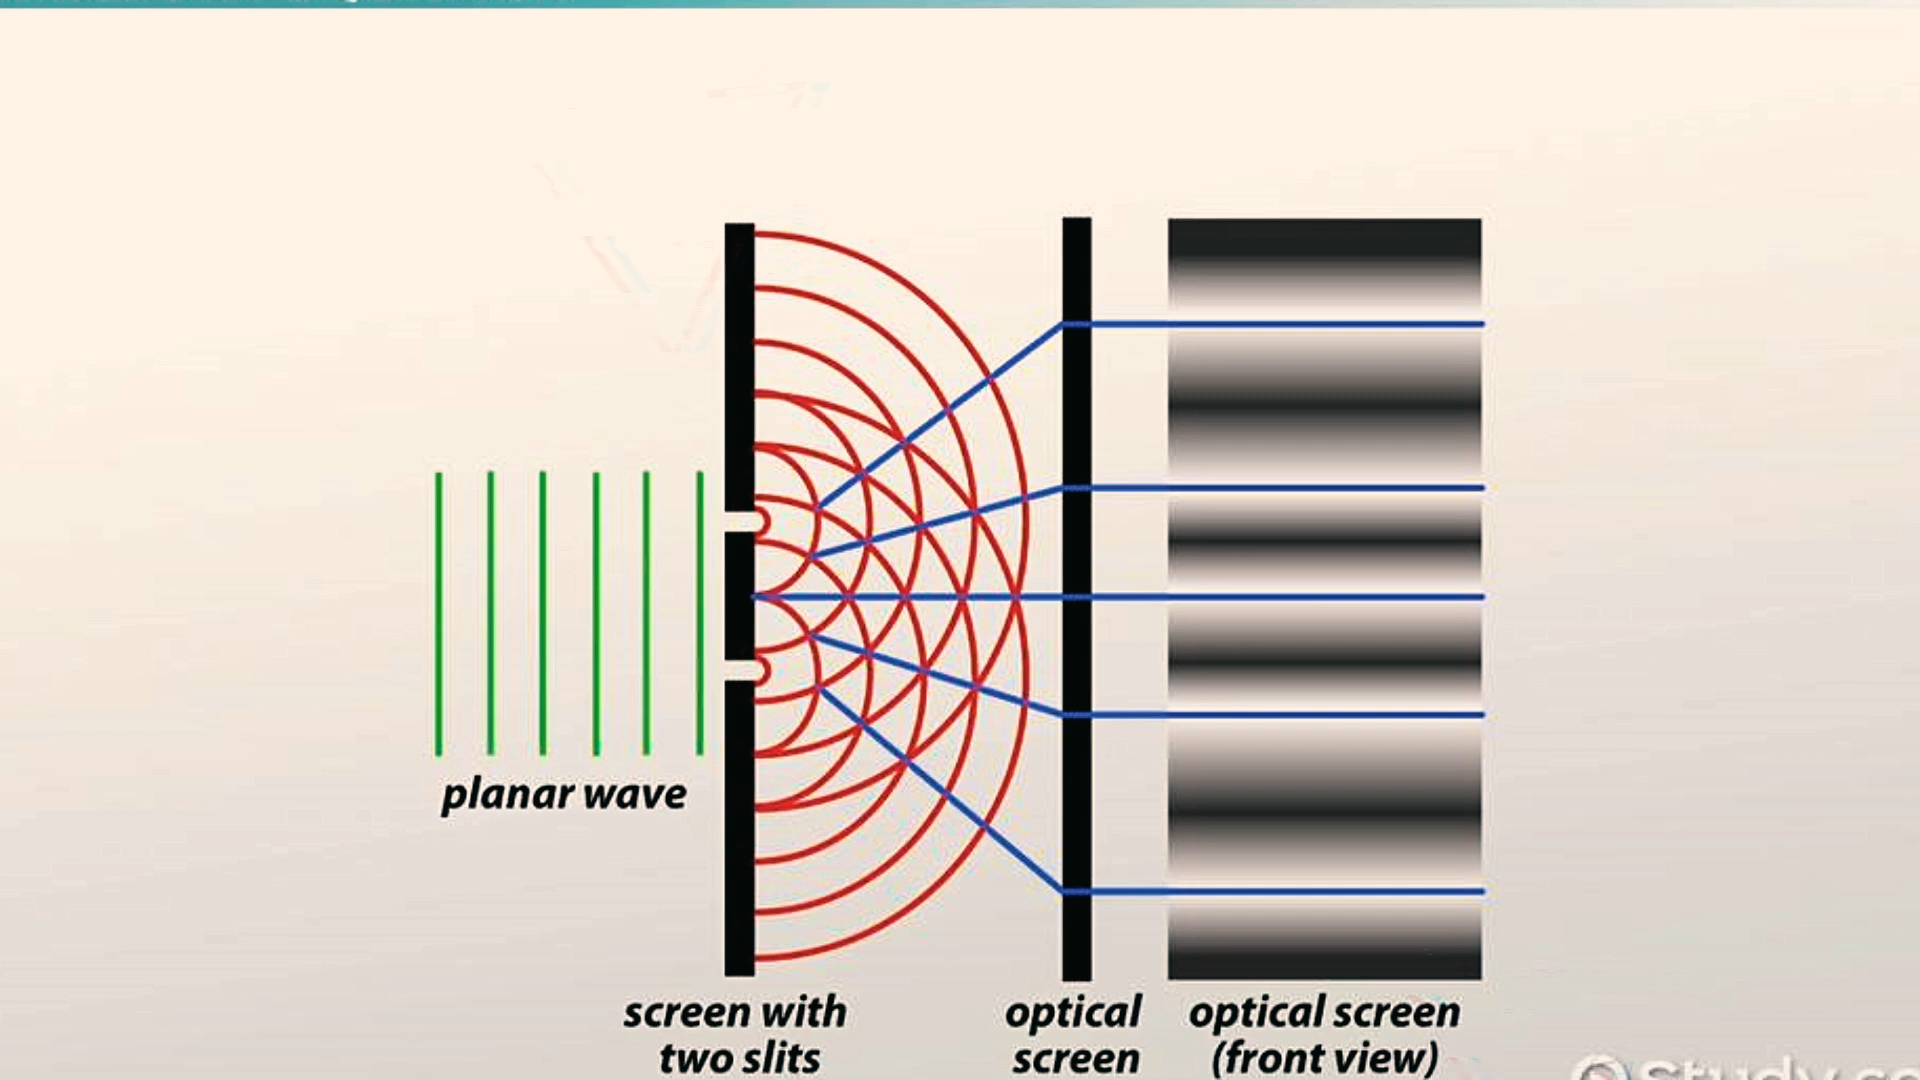 planar wave
screen with
two slits
optical
screen
optical screen
(front view)